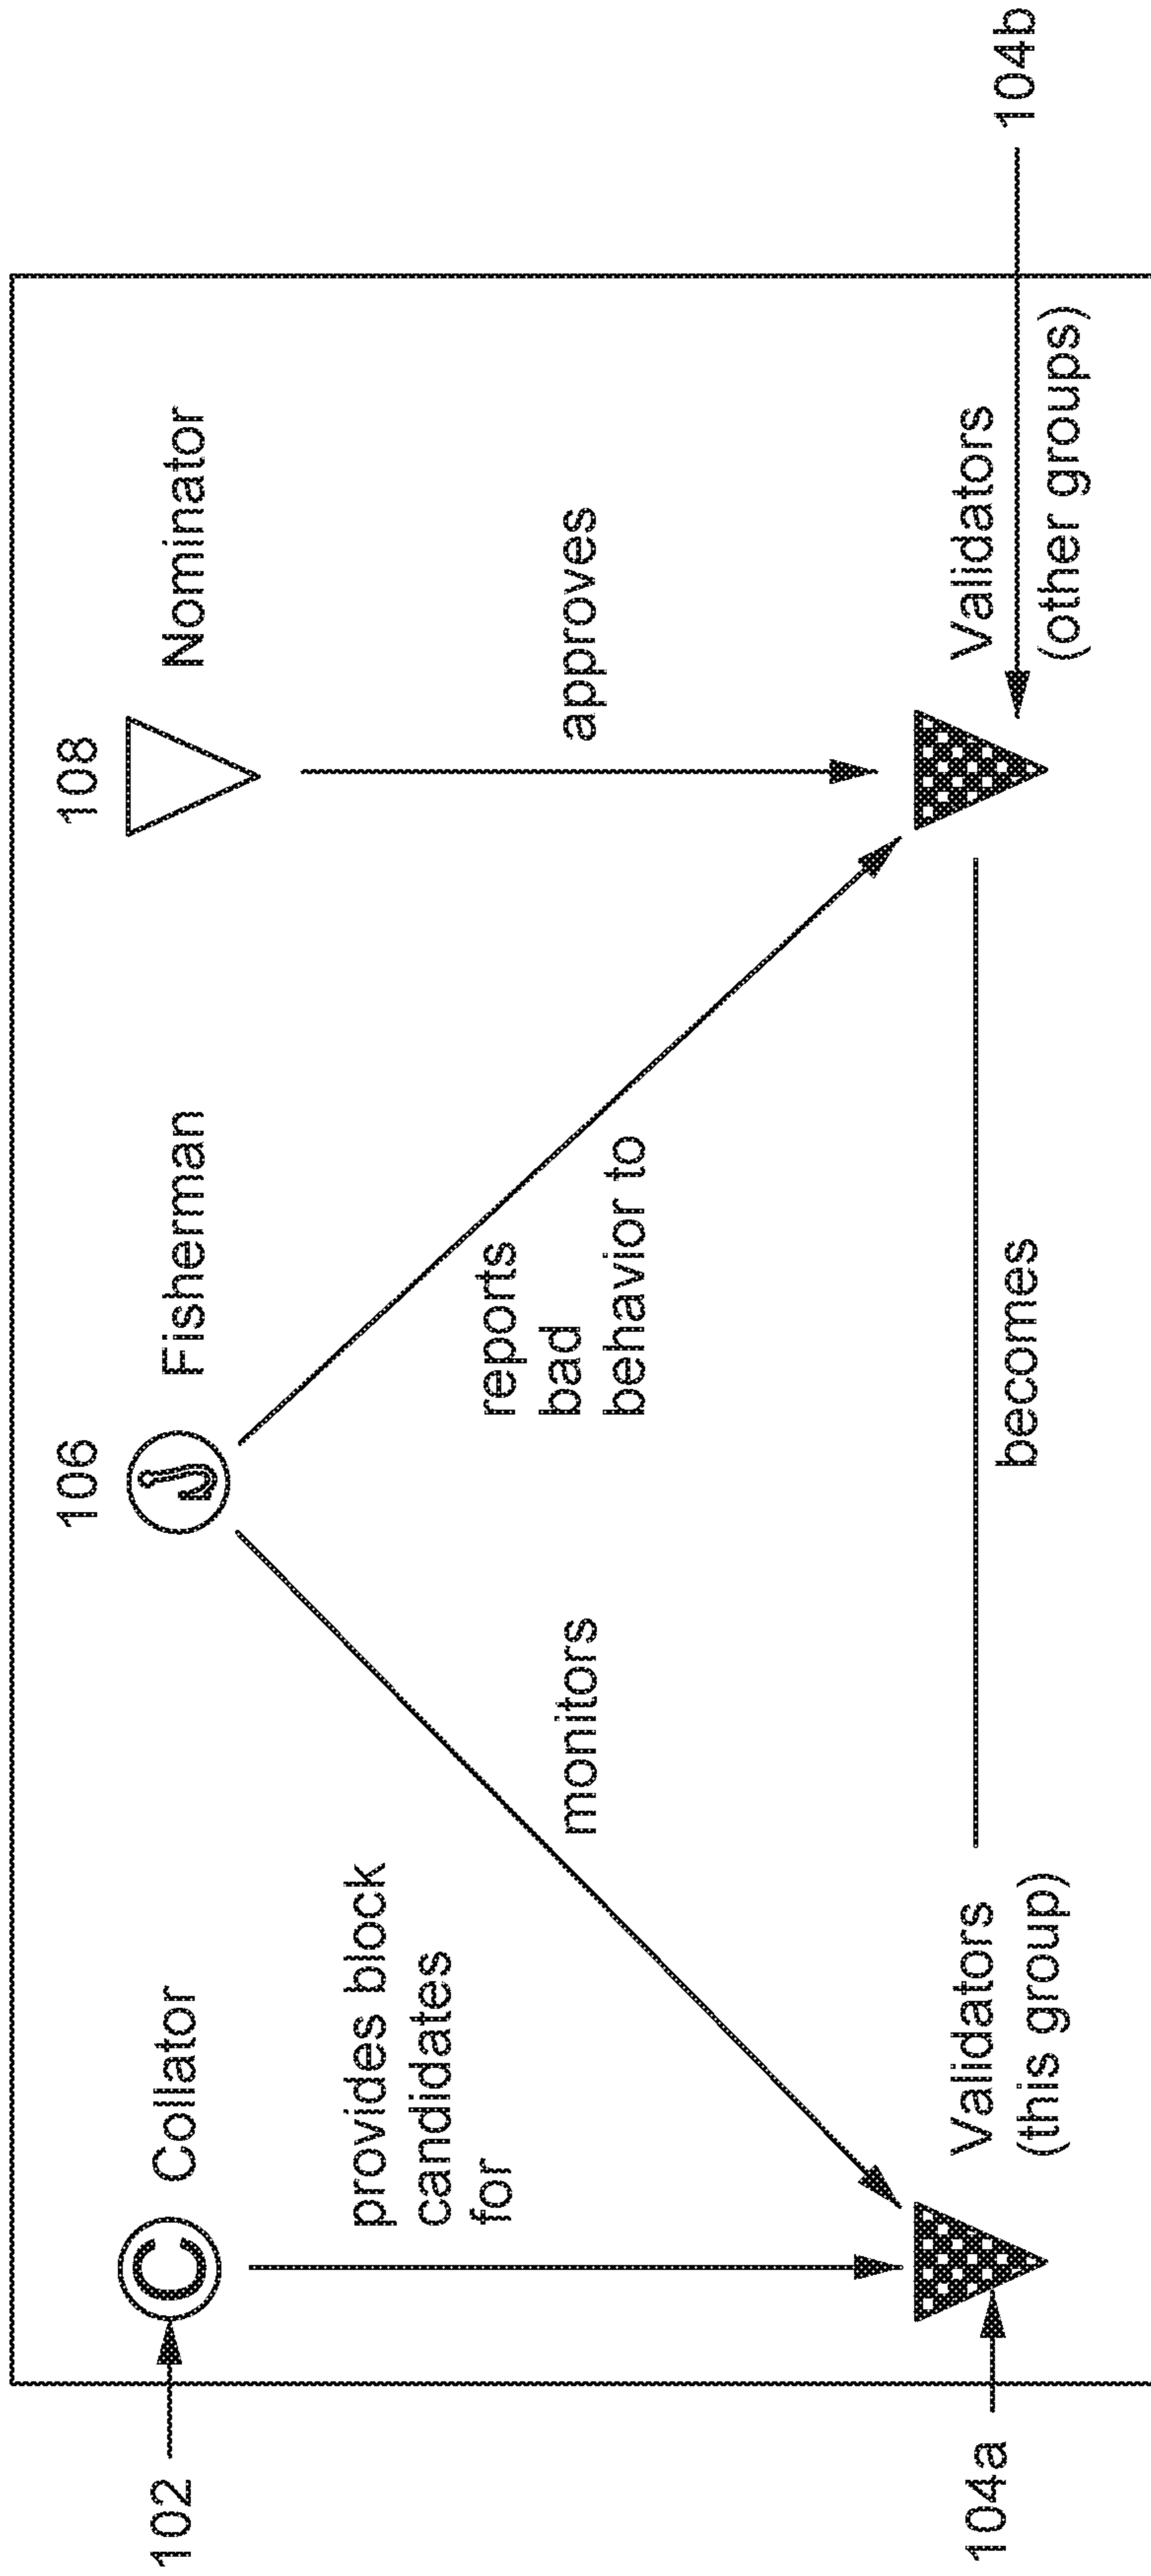 106
108
102
C
Collator
Fisherman
Nominator
provides block
candidates
for
monitors
reports
bad
behavior to
approves
104a
Validators
(this group)
becomes
Validators
(other groups)
104b